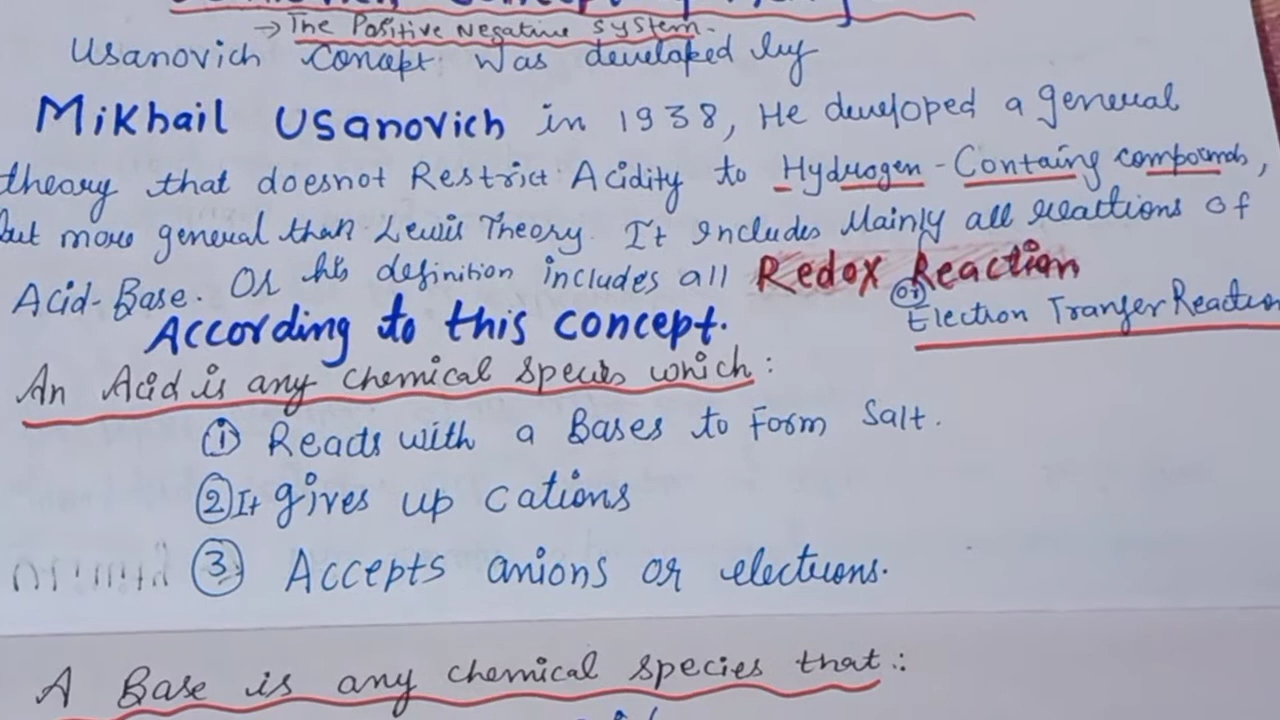 → The Positive Negative System.
Usanovich Concept was developed by
Mikhail Usanovich in 1938, He developed a general
theory that doesnot Restrict Acidity to Hydrogen-Containg compounds,
but more general than Lewis Theory. It Includes Mainly all reactions of
Acid-Base. Or his definition includes all Redox Reaction
(or) Electron Tranfer Reaction
According to this concept.
An Acid is any chemical species which:
① Reacts with a Bases to Form Salt.
② It gives up cations
③ Accepts anions or electrons.
A Base is any chemical species that: